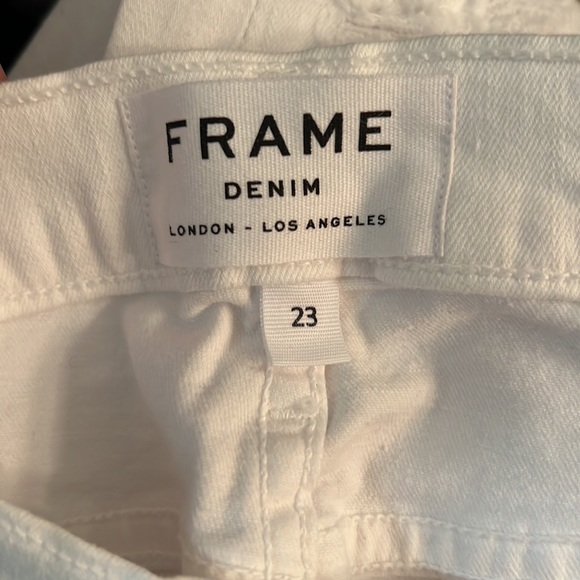 FRAME
DENIM
LONDON - LOS ANGELES
23